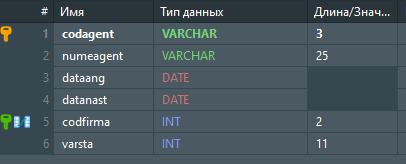 # Имя Тип данных Длина/Знач...
1 codagent VARCHAR 3
2 numeagent VARCHAR 25
3 dataang DATE
4 datanast DATE
5 codfirma INT 2
6 varsta INT 11